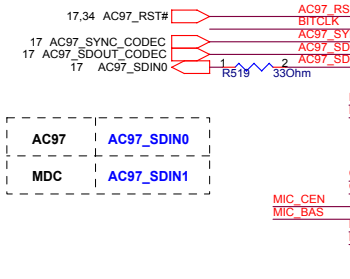 17,34 AC97_RST#
AC97_RS
BITCLK
17 AC97_SYNC_CODEC
AC97_SY
17 AC97_SDOUT_CODEC
AC97_SD
17 AC97_SDIN0
1
2
AC97_SD
R519
33Ohm
AC97 AC97_SDIN0
MDC AC97_SDIN1
MIC_CEN
MIC_BAS